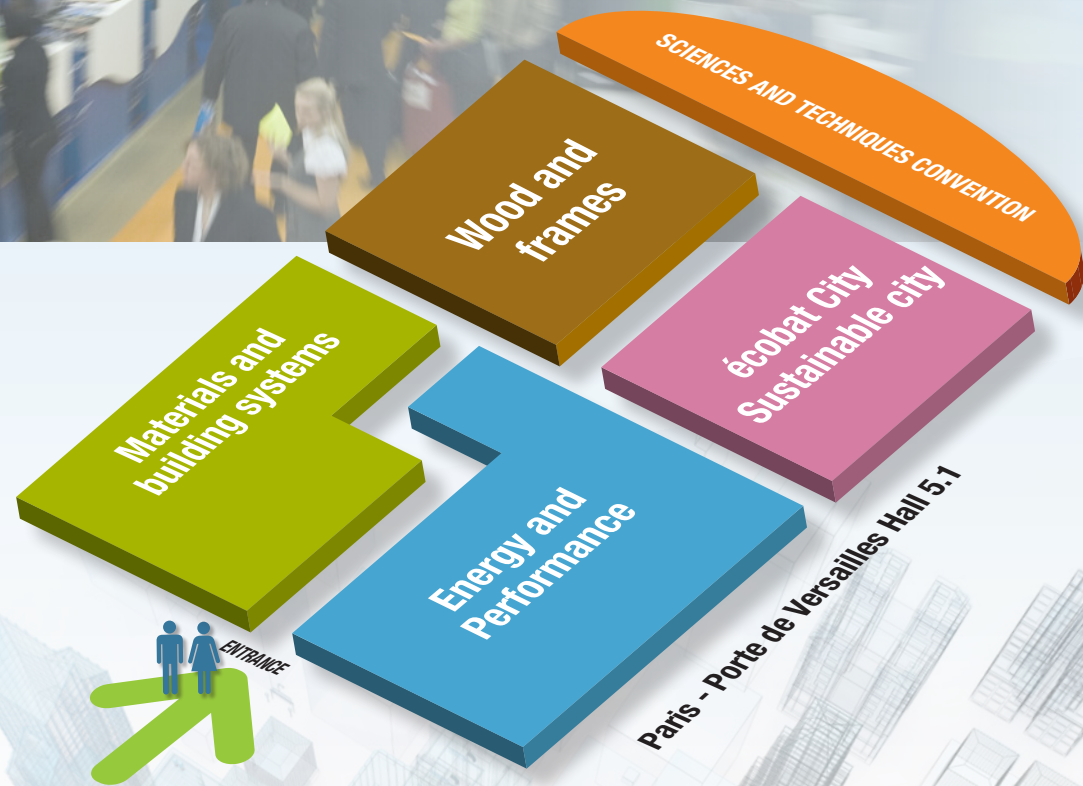 SCIENCES AND TECHNIQUES CONVENTION
Wood and
frames
écobat City
Sustainable city
Materials and
building systems
Energy and
Performance
Paris - Porte de Versailles Hall 5.1
ENTRANCE